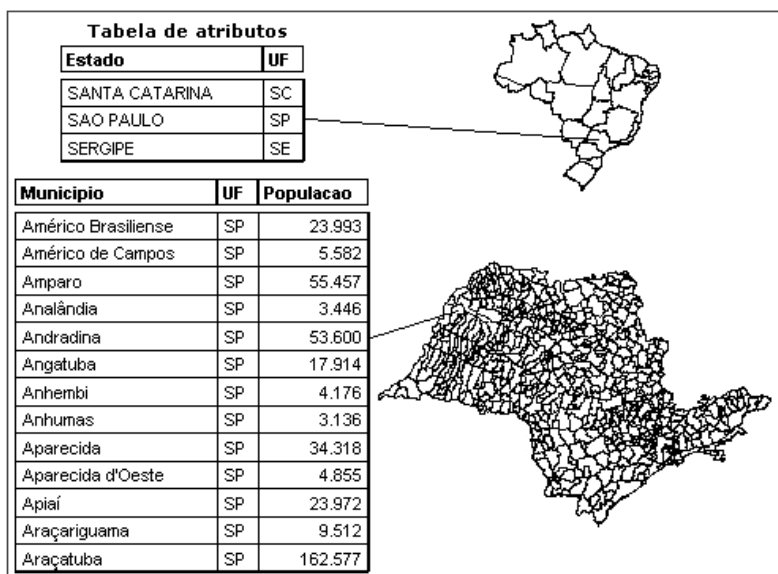 Tabela de atributos
Estado UF
SANTA CATARINA SC
SAO PAULO SP
SERGIPE SE
Municipio UF Populacao
Américo Brasiliense SP 23.993
Américo de Campos SP 5.582
Amparo SP 55.457
Analândia SP 3.446
Andradina SP 53.600
Angatuba SP 17.914
Anhembi SP 4.176
Anhumas SP 3.136
Aparecida SP 34.318
Aparecida d'Oeste SP 4.855
Apiaí SP 23.972
Araçariguama SP 9.512
Araçatuba SP 162.577